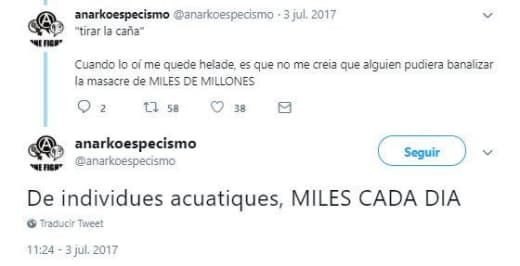 anarkoespecismo @anarkoespecismo · 3 jul. 2017
"tirar la caña"
Cuando lo oí me quede helade, es que no me creia que alguien pudiera banalizar
la masacre de MILES DE MILLONES
2 58 38
anarkoespecismo
@anarkoespecismo
Seguir
De individues acuatiques, MILES CADA DIA
Traducir Tweet
11:24 - 3 jul. 2017